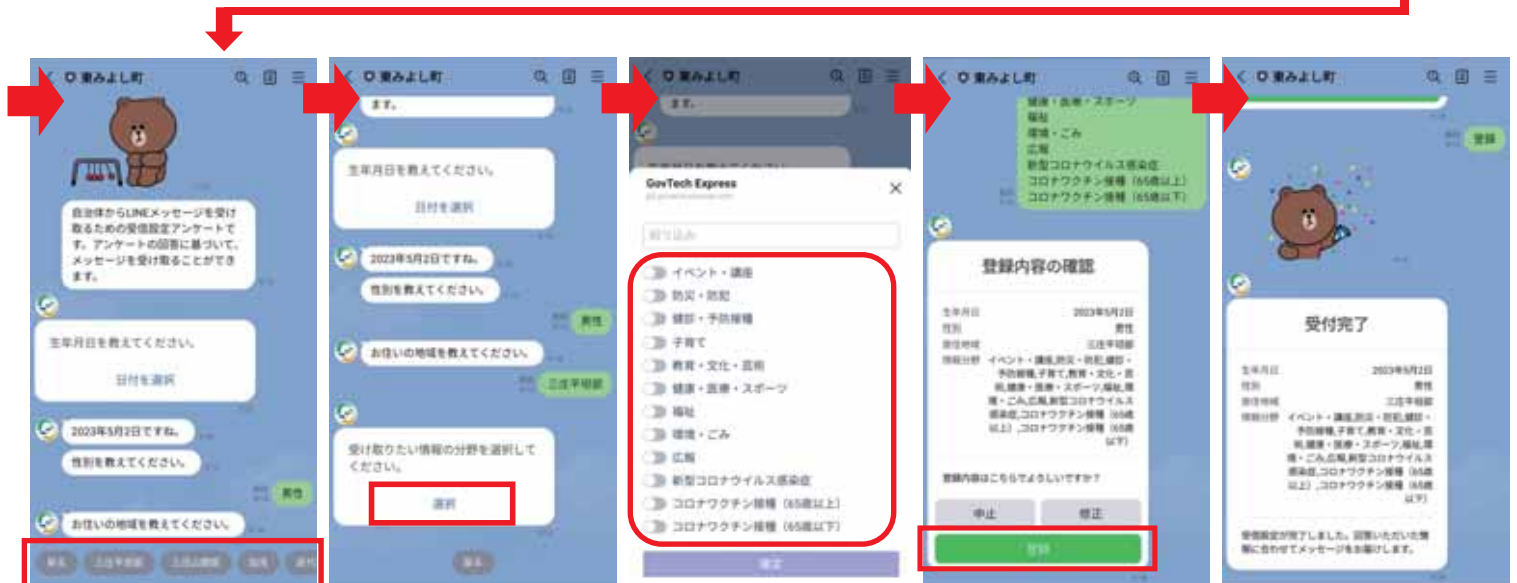 東みよし町
自治体からLINEメッセージを受け
取るための受信設定アンケートで
す。アンケートの回答に基づいて、
メッセージを受け取ることができ
ます。
生年月日を教えてください。
日付を選択
2023年5月2日ですね。
性別を教えてください。
男性
お住いの地域を教えてください。
戻る
東みよし町
ます。
生年月日を教えてください。
日付を選択
2023年5月2日ですね。
性別を教えてください。
男性
お住いの地域を教えてください。
三庄平坦部
受け取りたい情報の分野を選択して
ください。
選択
戻る
東みよし町
ます。
GovTech Express
絞り込み
イベント・講座
防災・防犯
健診・予防接種
子育て
教育・文化・芸術
健康・医療・スポーツ
福祉
環境・ごみ
広報
新型コロナウイルス感染症
コロナワクチン接種（65歳以上）
コロナワクチン接種（65歳以下）
確定
東みよし町
健康・医療・スポーツ
福祉
環境・ごみ
広報
新型コロナウイルス感染症
コロナワクチン接種（65歳以上）
コロナワクチン接種（65歳以下）
登録内容の確認
生年月日 2023年5月2日
性別 男性
居住地域 三庄平坦部
情報分野 イベント・講座,防災・防犯,健診・
予防接種,子育て,教育・文化・芸
術,健康・医療・スポーツ,福祉,環
境・ごみ,広報,新型コロナウイルス
感染症,コロナワクチン接種（65歳
以上）,コロナワクチン接種（65歳
以下）
登録内容はこちらでよろしいですか？
中止 修正
登録
東みよし町
登録
受付完了
生年月日 2023年5月2日
性別 男性
居住地域 三庄平坦部
情報分野 イベント・講座,防災・防犯,健診・
予防接種,子育て,教育・文化・芸
術,健康・医療・スポーツ,福祉,環
境・ごみ,広報,新型コロナウイルス
感染症,コロナワクチン接種（65歳
以上）,コロナワクチン接種（65歳
以下）
受信設定が完了しました。回答いただいた情
報に合わせてメッセージをお届けします。